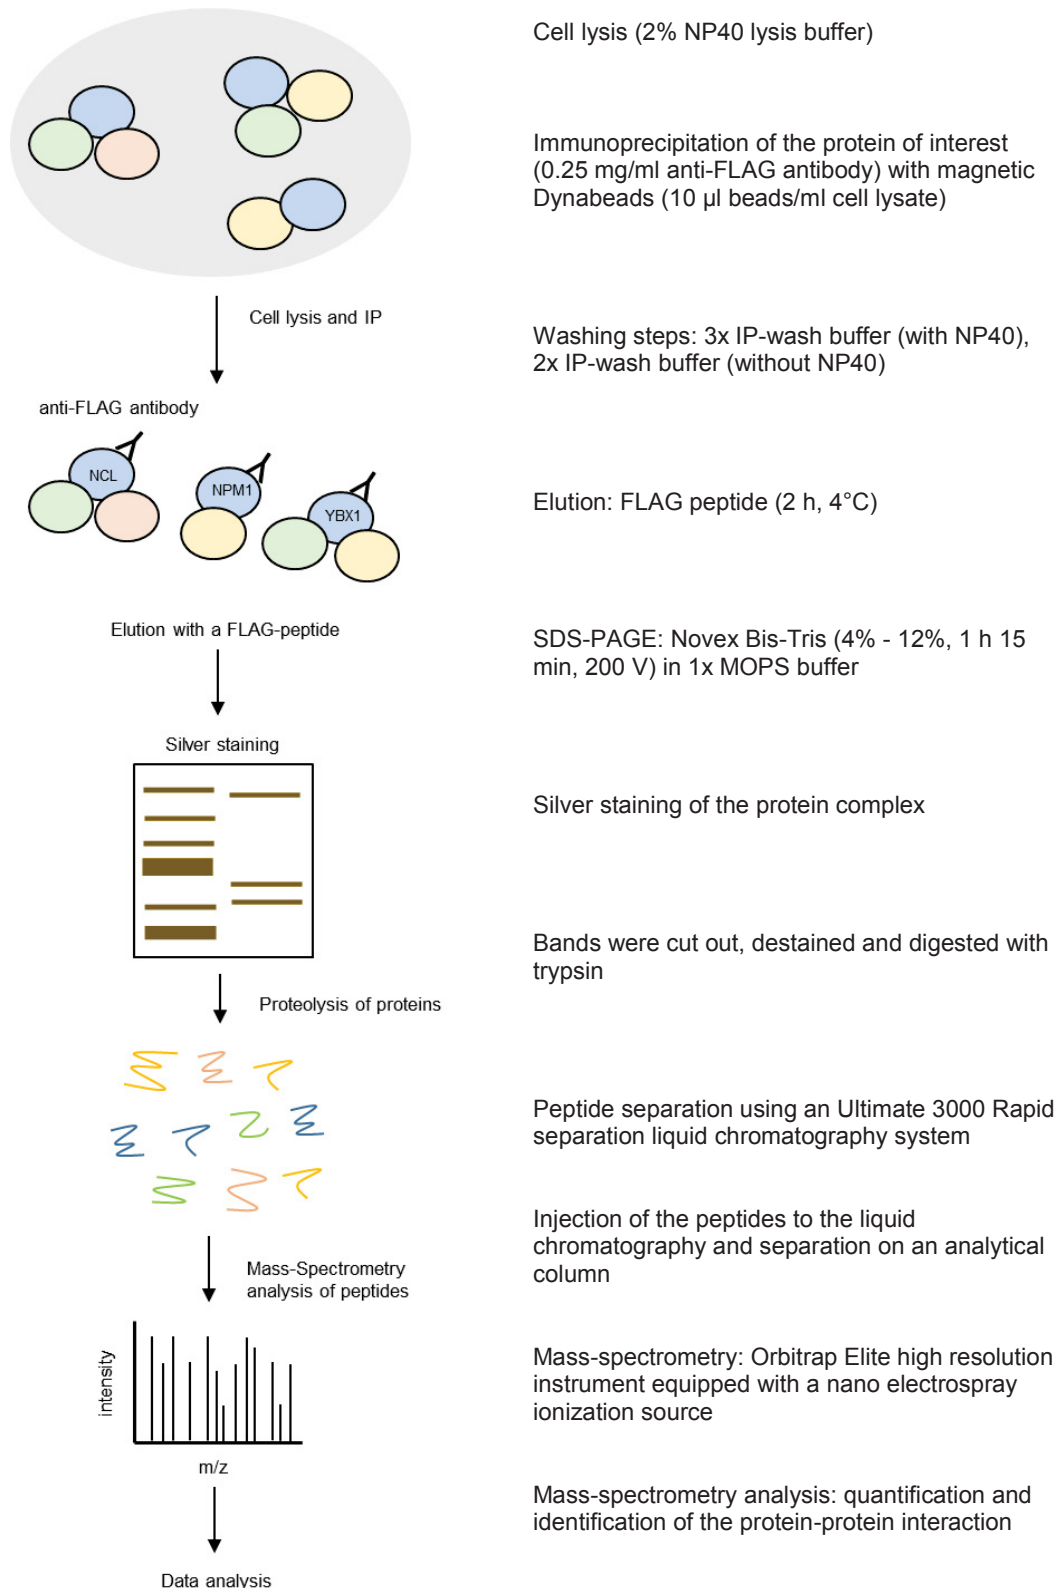 Cell lysis (2% NP40 lysis buffer)
Immunoprecipitation of the protein of interest
(0.25 mg/ml anti-FLAG antibody) with magnetic
Dynabeads (10 µl beads/ml cell lysate)
Cell lysis and IP
Washing steps: 3x IP-wash buffer (with NP40),
2x IP-wash buffer (without NP40)
anti-FLAG antibody
NCL
NPM1
YBX1
Elution: FLAG peptide (2 h, 4°C)
Elution with a FLAG-peptide
SDS-PAGE: Novex Bis-Tris (4% - 12%, 1 h 15
min, 200 V) in 1x MOPS buffer
Silver staining
Silver staining of the protein complex
Bands were cut out, destained and digested with
trypsin
Proteolysis of proteins
Peptide separation using an Ultimate 3000 Rapid
separation liquid chromatography system
Injection of the peptides to the liquid
chromatography and separation on an analytical
column
Mass-Spectrometry
analysis of peptides
intensity
m/z
Mass-spectrometry: Orbitrap Elite high resolution
instrument equipped with a nano electrospray
ionization source
Mass-spectrometry analysis: quantification and
identification of the protein-protein interaction
Data analysis